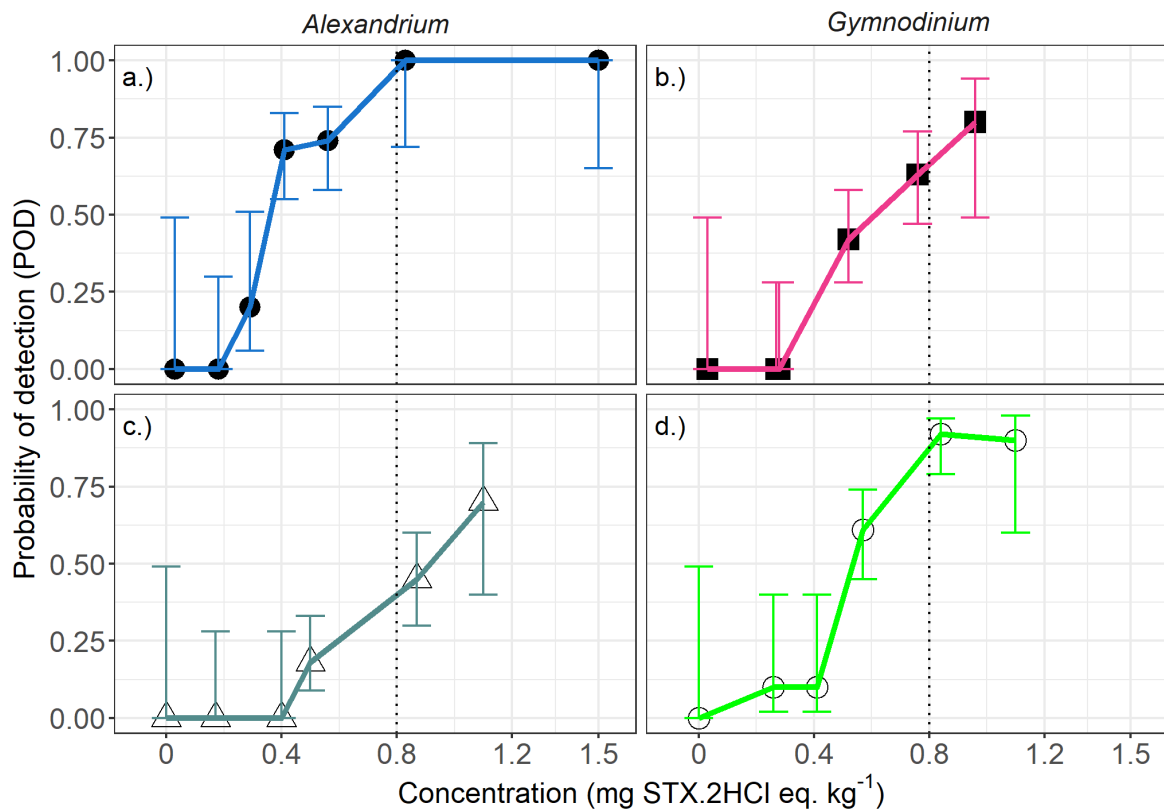 Alexandrium Gymnodinium
a.) b.)
1.00
0.75
0.50
0.25
0.00
c.) d.)
1.00
0.75
0.50
0.25
0.00
Probability of detection (POD)
0 0.4 0.8 1.2 1.5 0 0.4 0.8 1.2 1.5
Concentration (mg STX.2HCl eq. kg⁻¹)